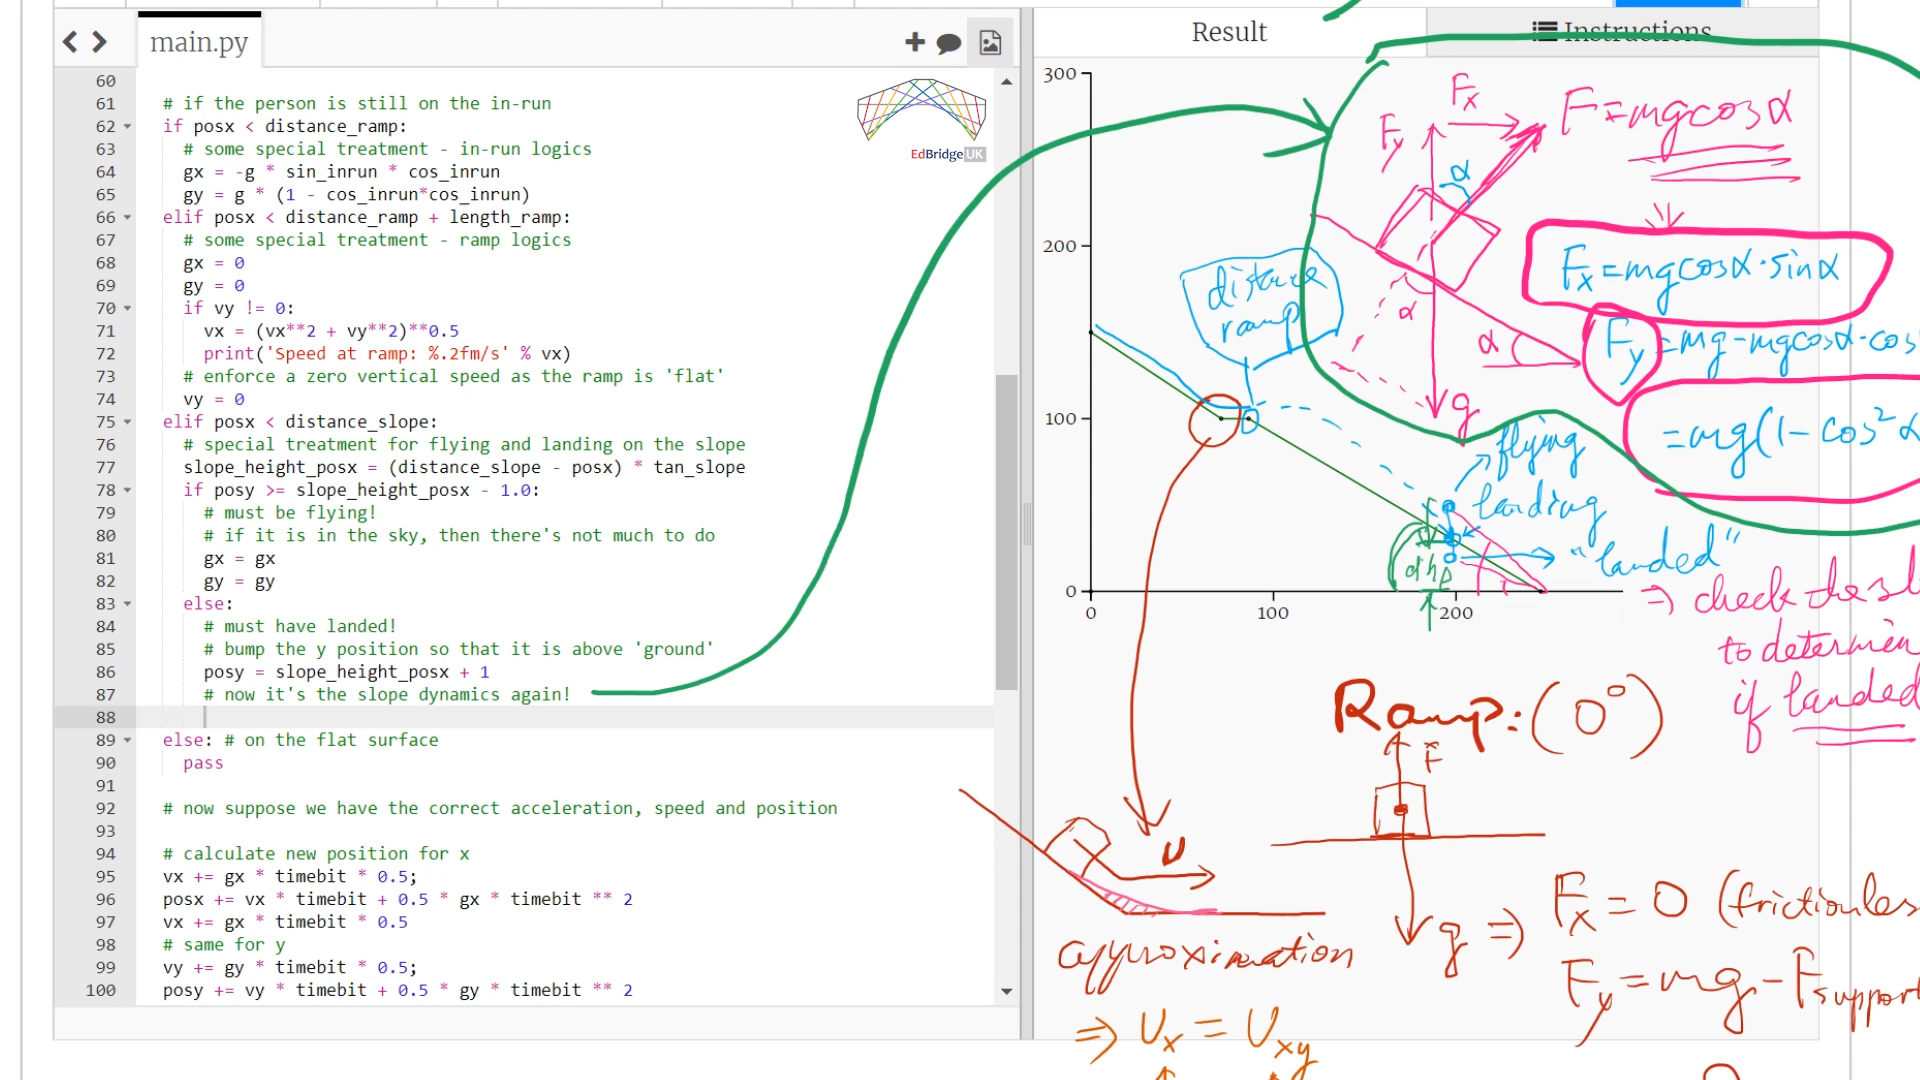 main.py
Result
Instructions
60
61 # if the person is still on the in-run
62 if posx < distance_ramp:
63 # some special treatment - in-run logics
64 gx = -g * sin_inrun * cos_inrun
65 gy = g * (1 - cos_inrun*cos_inrun)
66 elif posx < distance_ramp + length_ramp:
67 # some special treatment - ramp logics
68 gx = 0
69 gy = 0
70 if vy != 0:
71 vx = (vx**2 + vy**2)**0.5
72 print('Speed at ramp: %.2fm/s' % vx)
73 # enforce a zero vertical speed as the ramp is 'flat'
74 vy = 0
75 elif posx < distance_slope:
76 # special treatment for flying and landing on the slope
77 slope_height_posx = (distance_slope - posx) * tan_slope
78 if posy >= slope_height_posx - 1.0:
79 # must be flying!
80 # if it is in the sky, then there's not much to do
81 gx = gx
82 gy = gy
83 else:
84 # must have landed!
85 # bump the y position so that it is above 'ground'
86 posy = slope_height_posx + 1
87 # now it's the slope dynamics again!
88
89 else: # on the flat surface
90 pass
91
92 # now suppose we have the correct acceleration, speed and position
93
94 # calculate new position for x
95 vx += gx * timebit * 0.5;
96 posx += vx * timebit + 0.5 * gx * timebit ** 2
97 vx += gx * timebit * 0.5
98 # same for y
99 vy += gy * timebit * 0.5;
100 posy += vy * timebit + 0.5 * gy * timebit ** 2
EdBridge UK
300
200
100
0
0
100
200
Fx
Fy
α
F=mgcosα
Fx=mgcosα·sinα
Fy=mg-mgcosα·cos
=mg(1-cos²α
α
α
g
distance
ramp
flying
landing
"landed"
dhp
=> check the sl
to determin
if landed
Ramp: (0°)
F
g =>
Fx = 0 (frictionles
Fy = mg - Fsupport
υ
approximation
=> υx = υxy